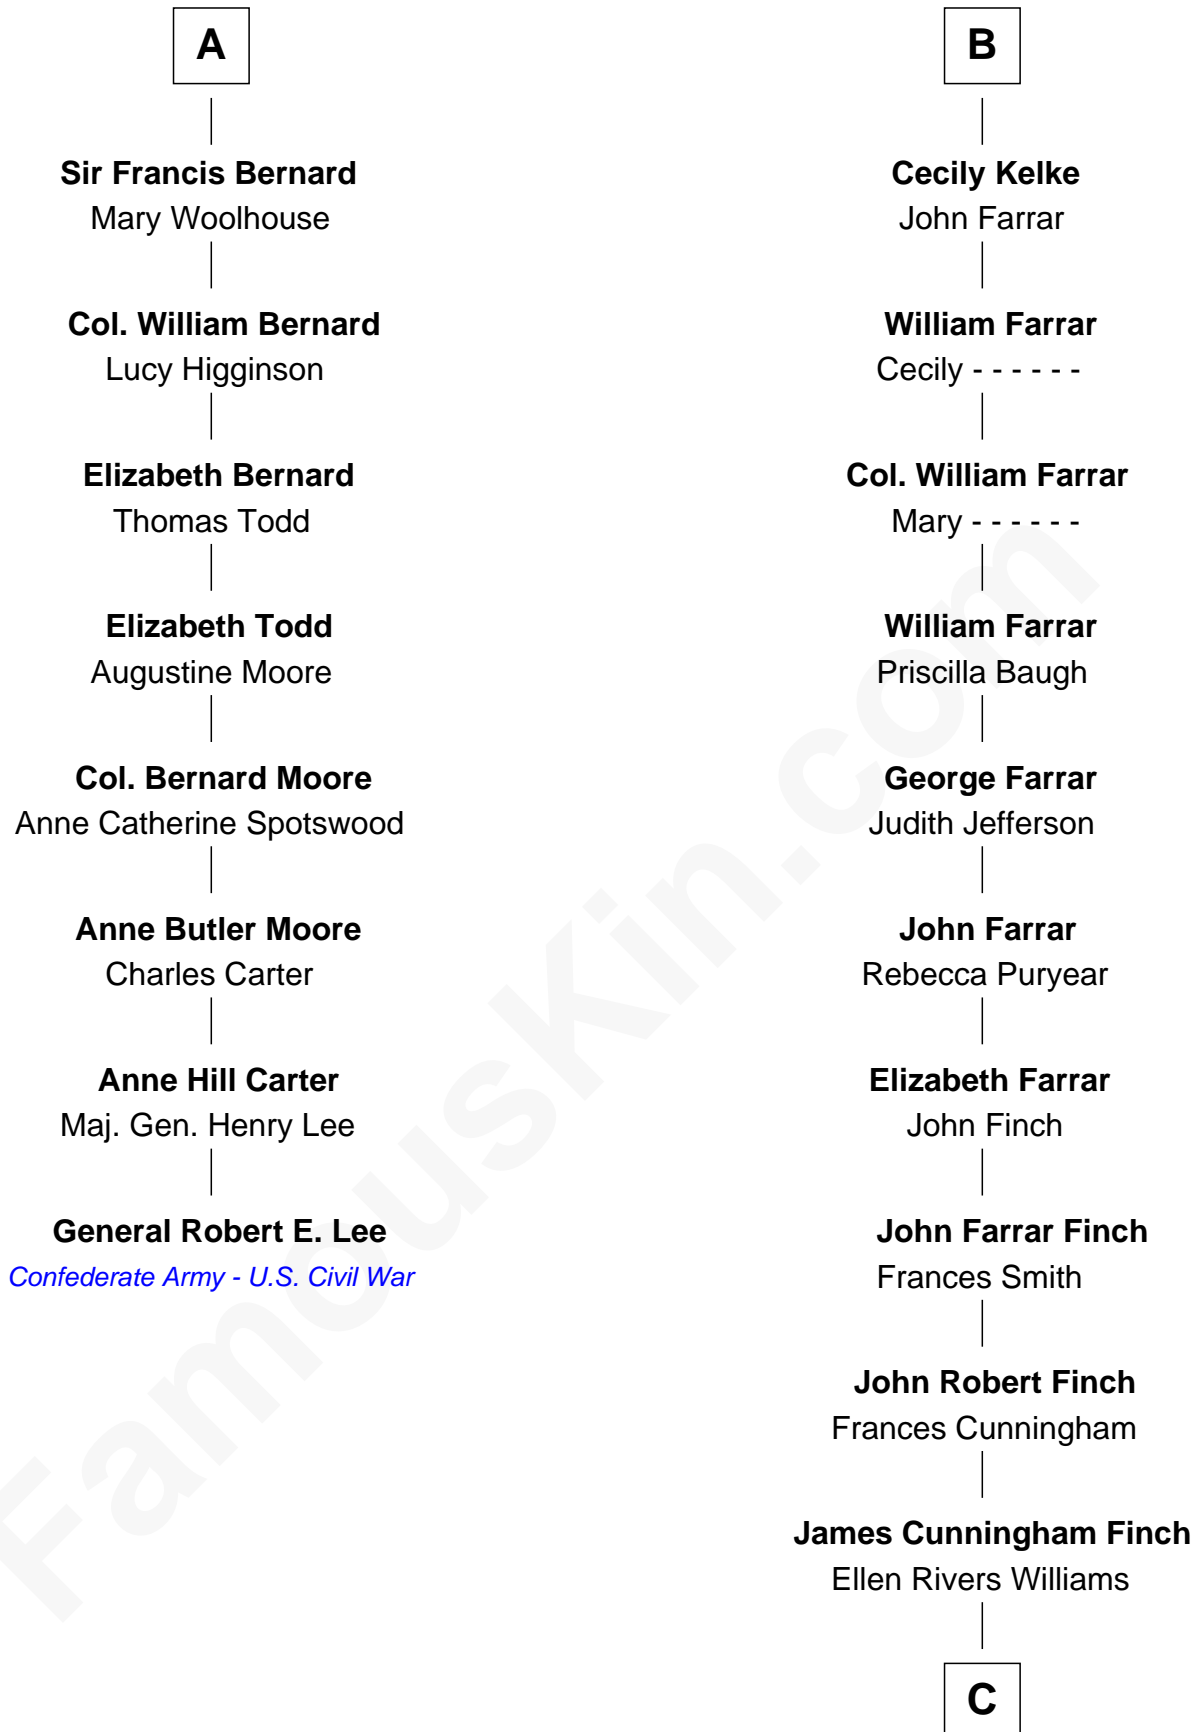 A
Sir Francis Bernard
Mary Woolhouse
Col. William Bernard
Lucy Higginson
Elizabeth Bernard
Thomas Todd
Elizabeth Todd
Augustine Moore
Col. Bernard Moore
Anne Catherine Spotswood
Anne Butler Moore
Charles Carter
Anne Hill Carter
Maj. Gen. Henry Lee
General Robert E. Lee
Confederate Army - U.S. Civil War
B
Cecily Kelke
John Farrar
William Farrar
Cecily - - - - - -
Col. William Farrar
Mary - - - - - -
William Farrar
Priscilla Baugh
George Farrar
Judith Jefferson
John Farrar
Rebecca Puryear
Elizabeth Farrar
John Finch
John Farrar Finch
Frances Smith
John Robert Finch
Frances Cunningham
James Cunningham Finch
Ellen Rivers Williams
C
FamousKin.com